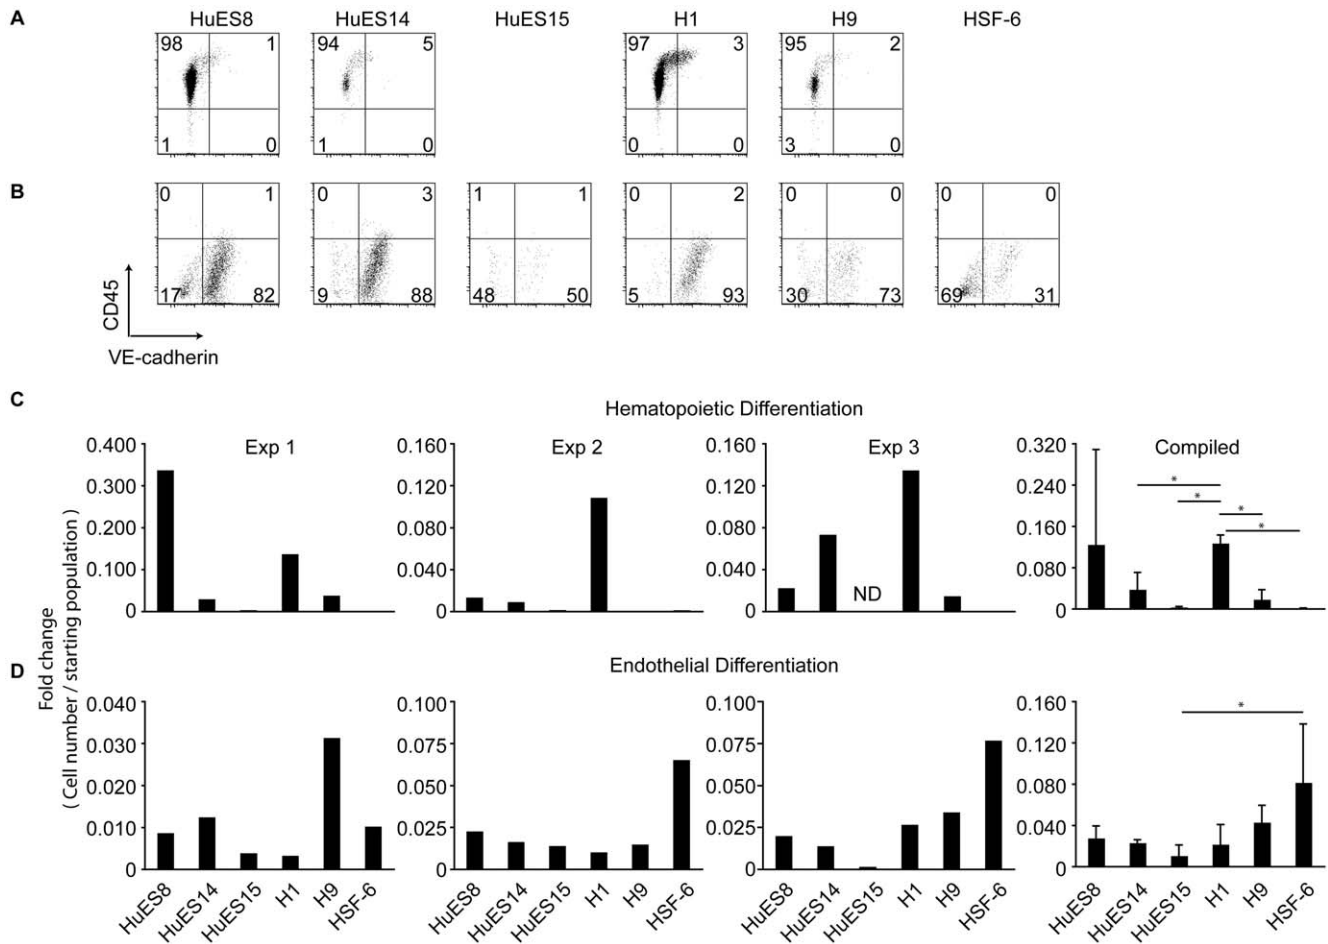 A HuES8 HuES14 HuES15 H1 H9 HSF-6
98 1 94 5 97 3 95 2
1 0 1 0 0 0 3 0
B 0 1 0 3 1 1 0 2 0 0 0 0
17 82 9 88 48 50 5 93 30 73 69 31
CD45
VE-cadherin
C Hematopoietic Differentiation
Fold change
( Cell number / starting population )
Exp 1
0.400
0.300
0.200
0.100
0
Exp 2
0.160
0.120
0.080
0.040
0
Exp 3
0.160
0.120
0.080
0.040
0
ND
Compiled
0.320
0.240
0.160
0.080
0
* * * *
D Endothelial Differentiation
0.040
0.030
0.020
0.010
0
HuES8 HuES14 HuES15 H1 H9 HSF-6
0.100
0.075
0.050
0.025
0
HuES8 HuES14 HuES15 H1 H9 HSF-6
0.100
0.075
0.050
0.025
0
HuES8 HuES14 HuES15 H1 H9 HSF-6
0.160
0.120
0.080
0.040
0
*
HuES8 HuES14 HuES15 H1 H9 HSF-6